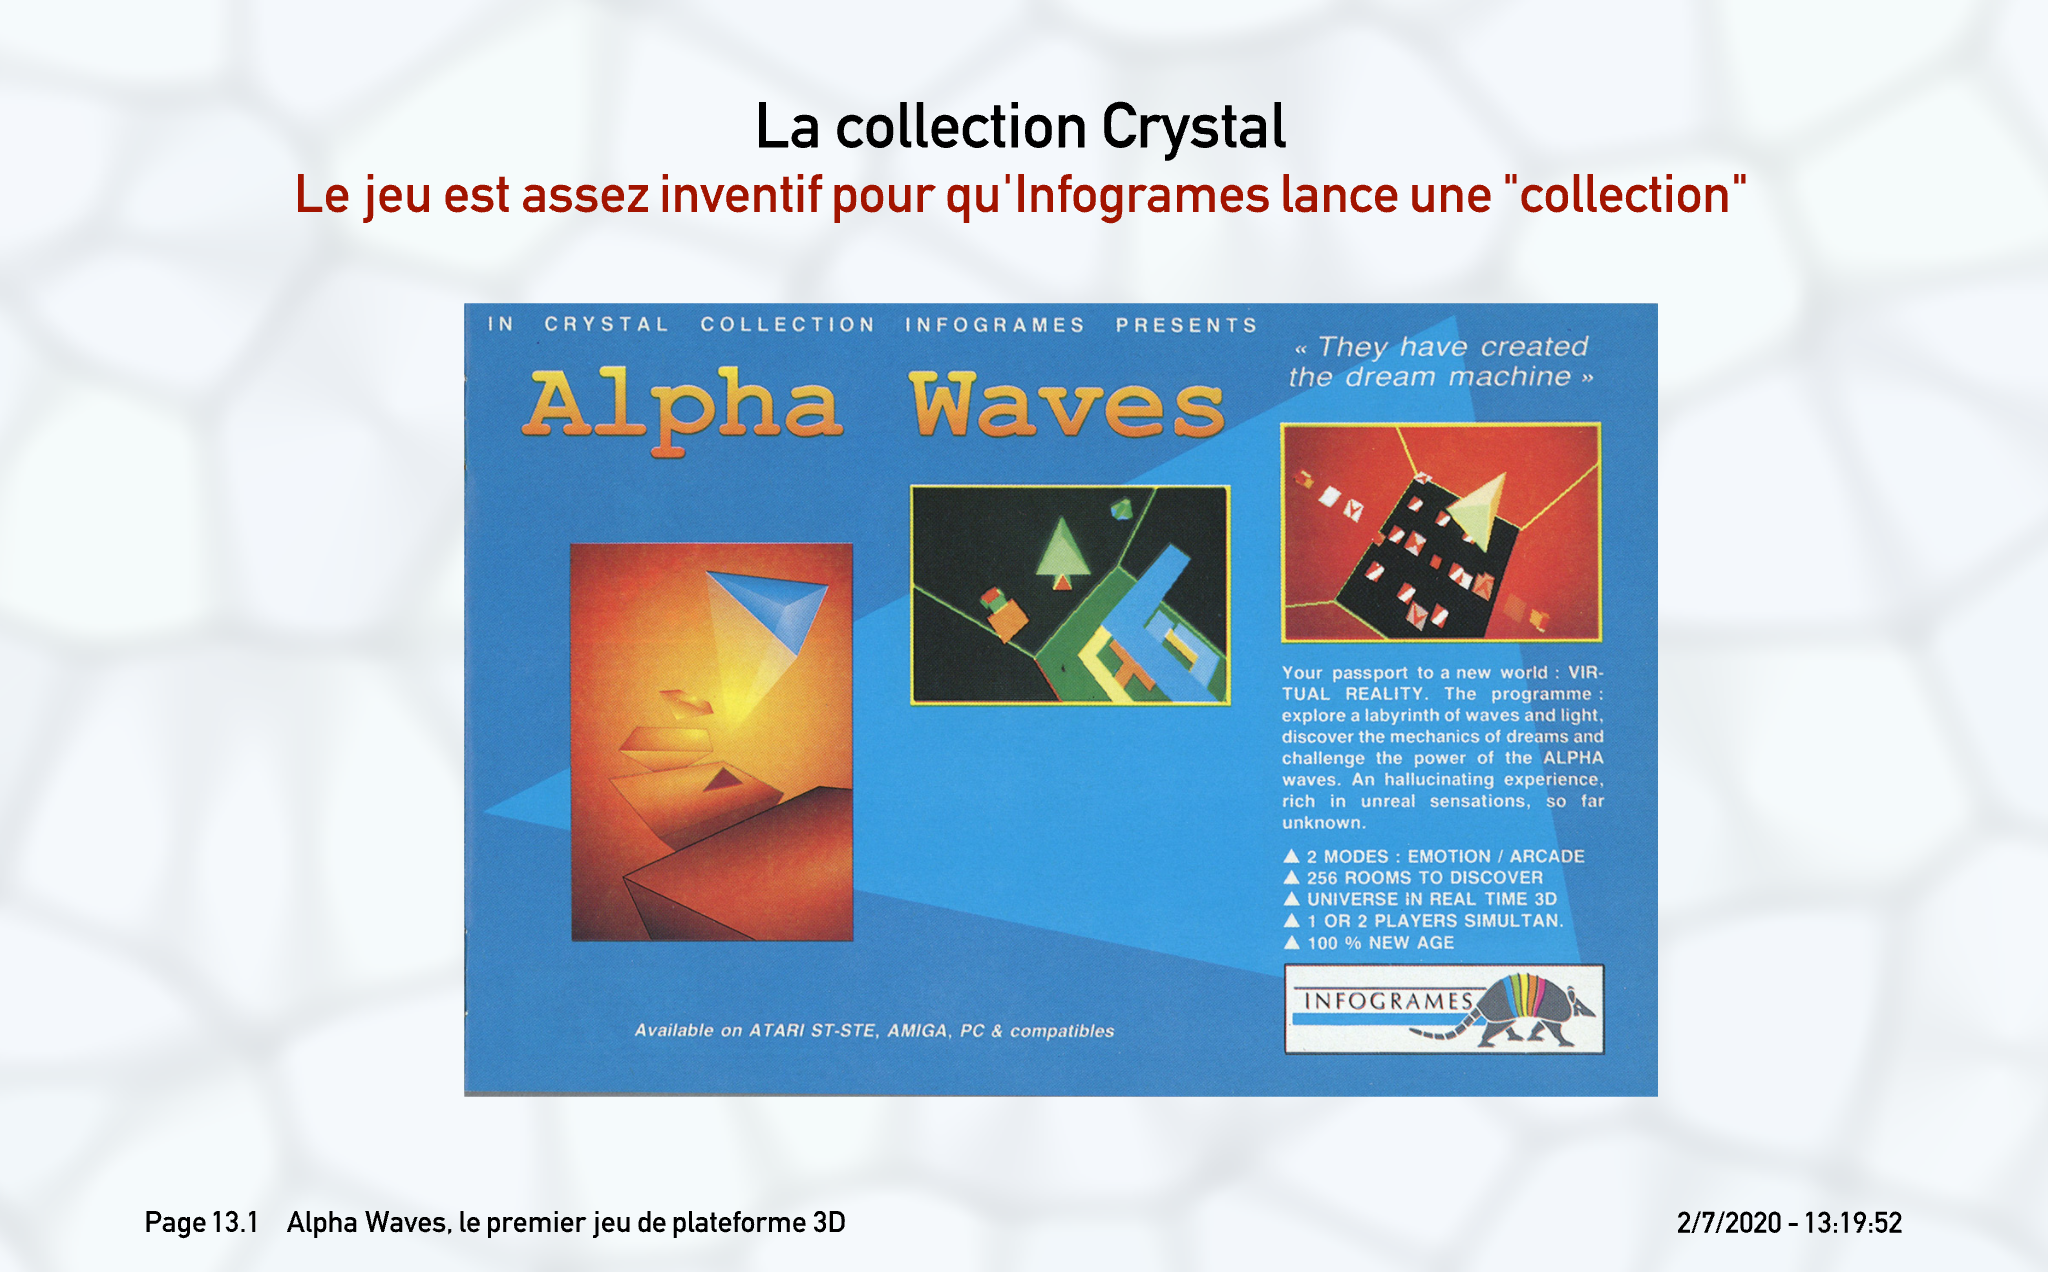 La collection Crystal
Le jeu est assez inventif pour qu'Infogrames lance une "collection"
IN CRYSTAL COLLECTION INFOGRAMES PRESENTS
Alpha Waves
« They have created
the dream machine »
Your passport to a new world : VIR-
TUAL REALITY. The programme :
explore a labyrinth of waves and light,
discover the mechanics of dreams and
challenge the power of the ALPHA
waves. An hallucinating experience,
rich in unreal sensations, so far
unknown.
▲ 2 MODES : EMOTION / ARCADE
▲ 256 ROOMS TO DISCOVER
▲ UNIVERSE IN REAL TIME 3D
▲ 1 OR 2 PLAYERS SIMULTAN.
▲ 100 % NEW AGE
INFOGRAMES
Available on ATARI ST-STE, AMIGA, PC & compatibles
Page 13.1 Alpha Waves, le premier jeu de plateforme 3D
2/7/2020 - 13:19:52